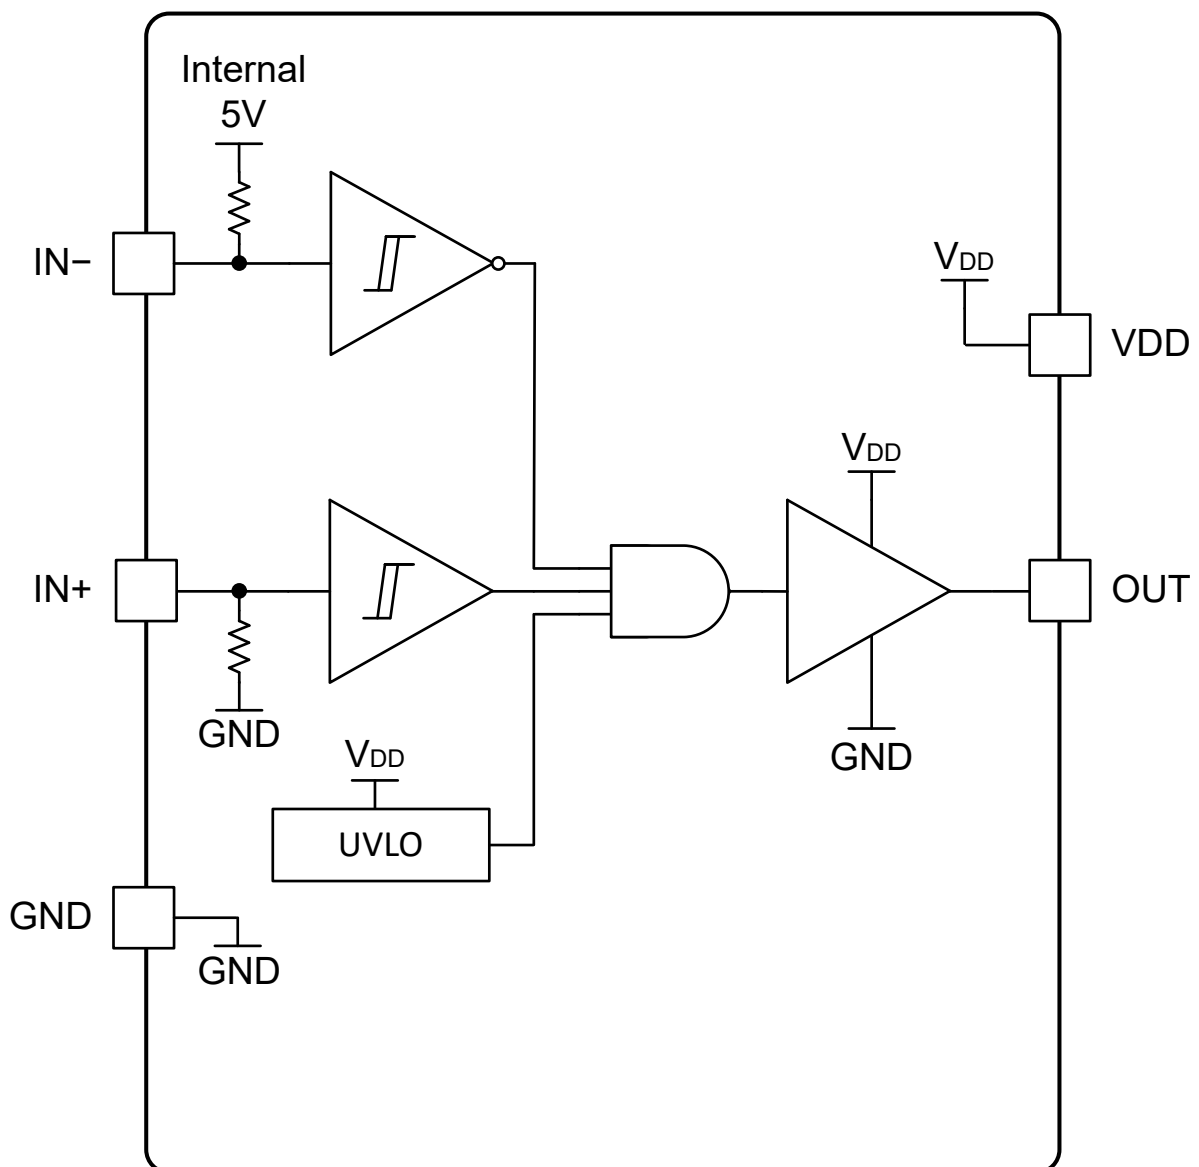 Internal
5V
IN−
VDD
VDD
VDD
IN+
OUT
GND
VDD
GND
UVLO
GND
GND